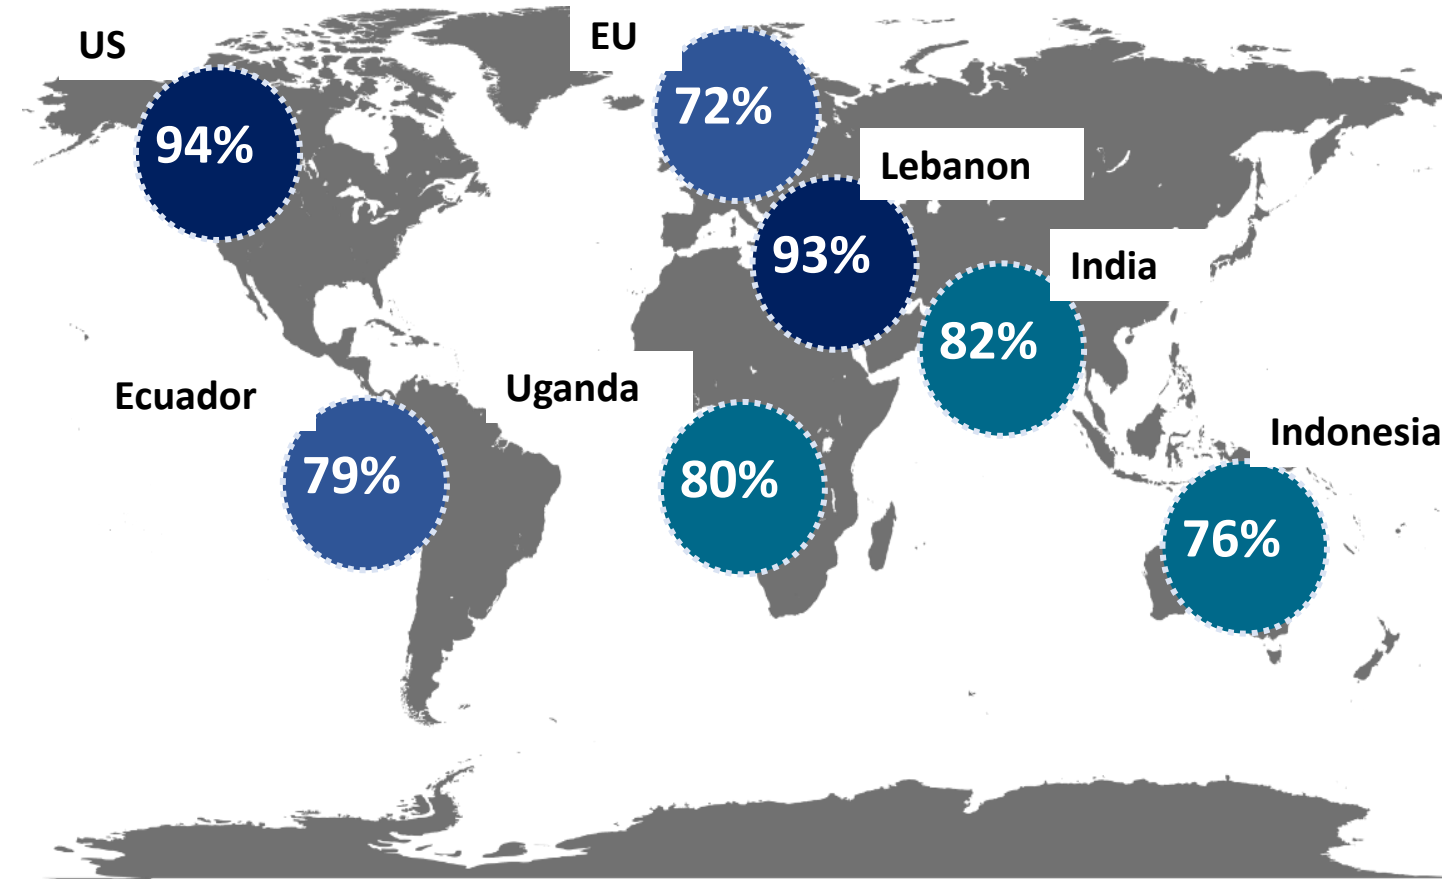 US
94%
EU
72%
Lebanon
93%
India
82%
Ecuador
79%
Uganda
80%
Indonesia
76%